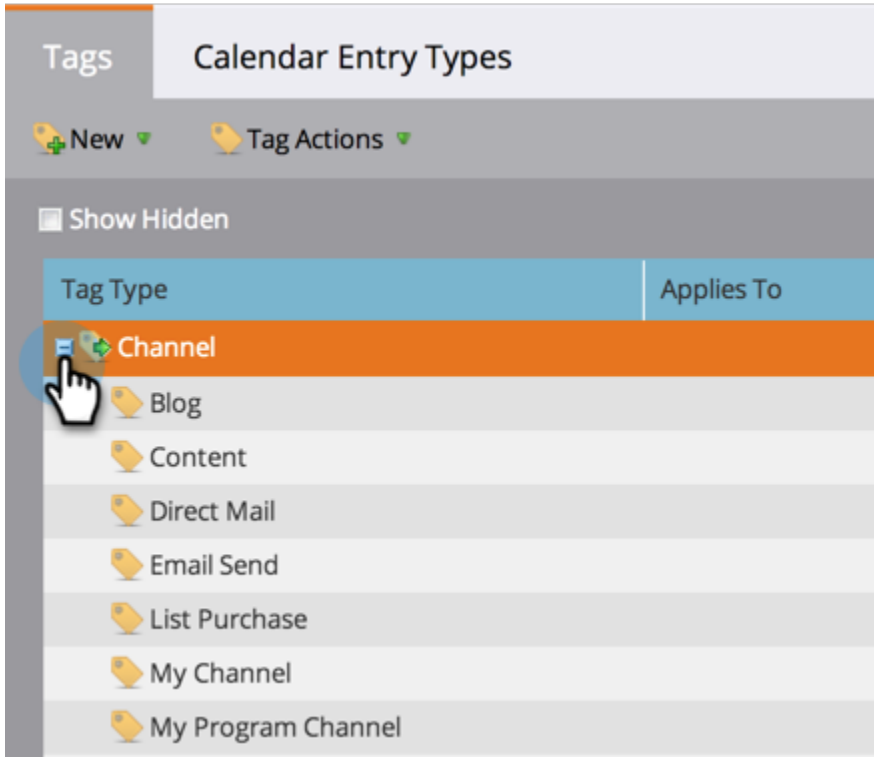 Tags Calendar Entry Types
New Tag Actions
Show Hidden
Tag Type Applies To
Channel
Blog
Content
Direct Mail
Email Send
List Purchase
My Channel
My Program Channel